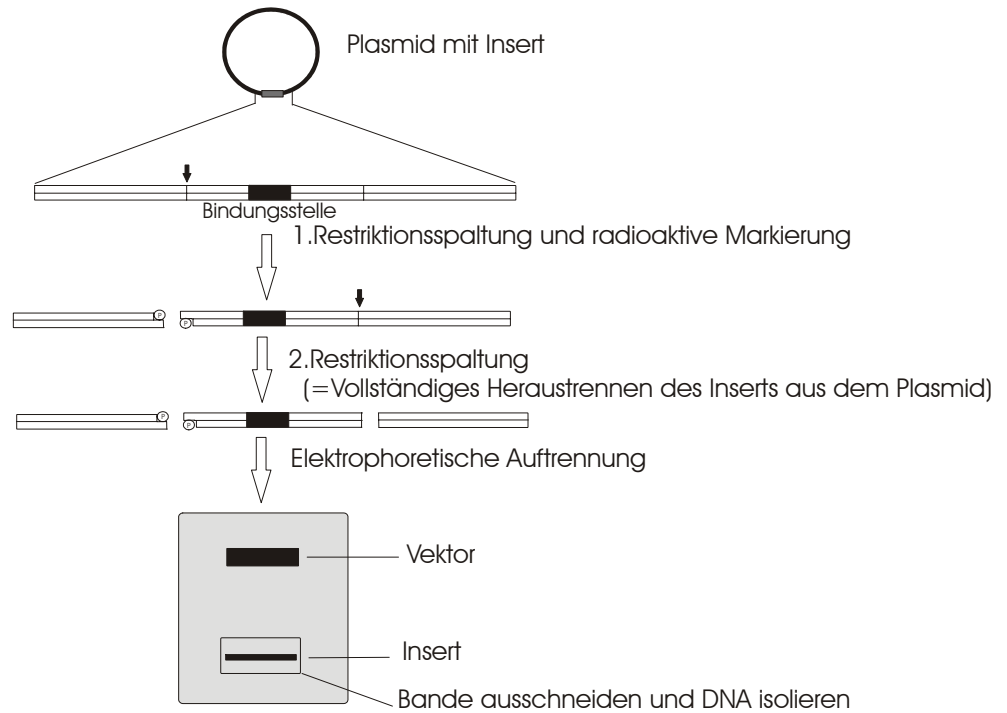 Plasmid mit Insert
Bindungsstelle
1.Restriktionsspaltung und radioaktive Markierung
P
P
2.Restriktionsspaltung
(=Vollständiges Heraustrennen des Inserts aus dem Plasmid)
P
P
Elektrophoretische Auftrennung
Vektor
Insert
Bande ausschneiden und DNA isolieren